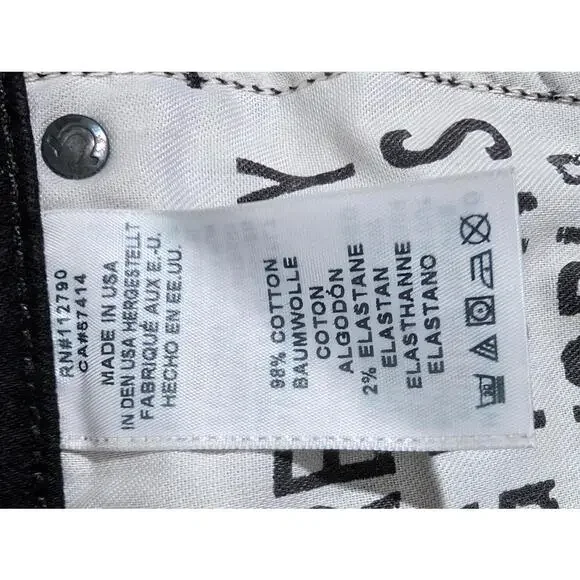 RN#112790
CA#57414
MADE IN USA
IN DEN USA HERGESTELLT
FABRIQUÉ AUX E.-U.
HECHO EN EE.UU.
98% COTTON
BAUMWOLLE
COTON
ALGODÓN
2% ELASTANE
ELASTAN
ELASTHANNE
ELASTANO
30